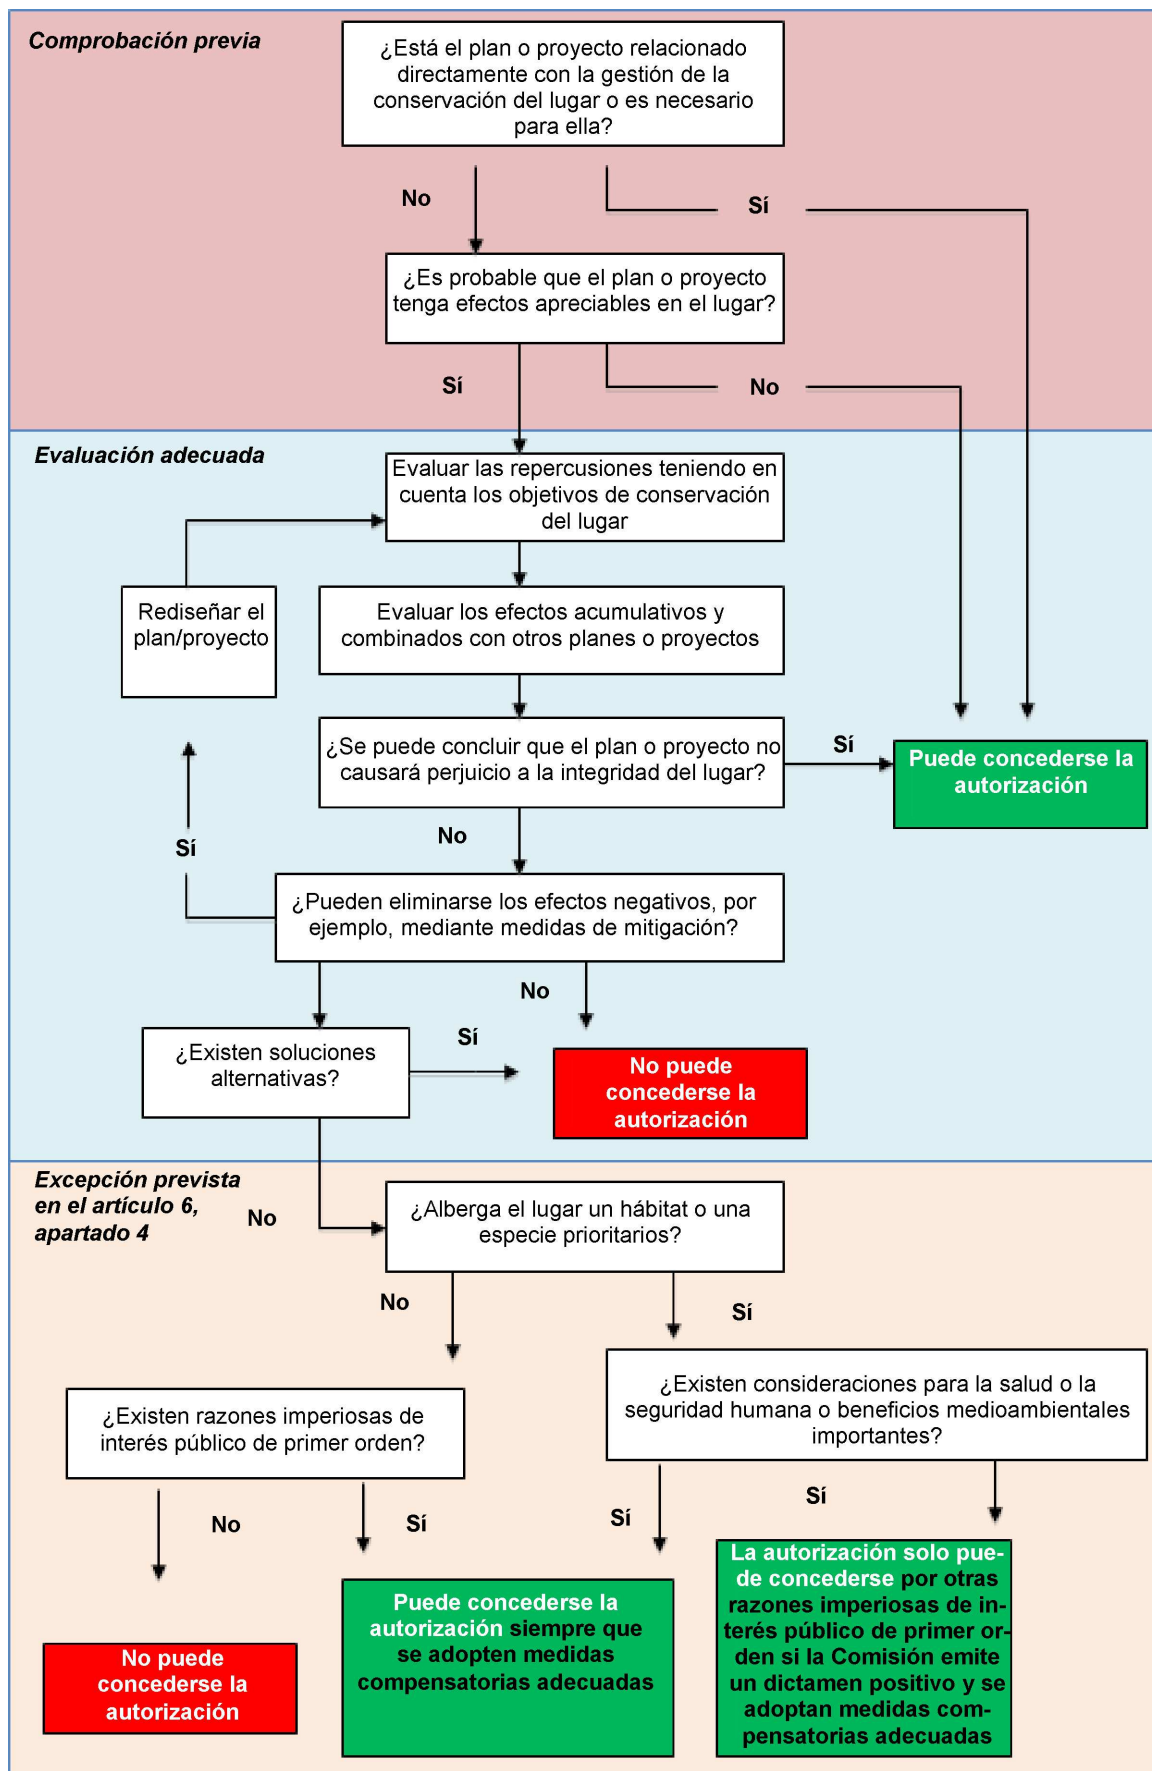 Comprobación previa
¿Está el plan o proyecto relacionado
directamente con la gestión de la
conservación del lugar o es necesario
para ella?
No
Sí
¿Es probable que el plan o proyecto
tenga efectos apreciables en el lugar?
Sí
No
Evaluación adecuada
Evaluar las repercusiones teniendo en
cuenta los objetivos de conservación
del lugar
Rediseñar el
plan/proyecto
Evaluar los efectos acumulativos y
combinados con otros planes o proyectos
¿Se puede concluir que el plan o proyecto no
causará perjuicio a la integridad del lugar?
Sí
Puede concederse la
autorización
No
Sí
¿Pueden eliminarse los efectos negativos, por
ejemplo, mediante medidas de mitigación?
No
¿Existen soluciones
alternativas?
Sí
No puede
concederse la
autorización
Excepción prevista
en el artículo 6,
apartado 4
No
¿Alberga el lugar un hábitat o una
especie prioritarios?
No
Sí
¿Existen razones imperiosas de
interés público de primer orden?
¿Existen consideraciones para la salud o la
seguridad humana o beneficios medioambientales
importantes?
No
Sí
Sí
Sí
No puede
concederse la
autorización
Puede concederse la
autorización siempre que
se adopten medidas
compensatorias adecuadas
La autorización solo pue-
de concederse por otras
razones imperiosas de in-
terés público de primer or-
den si la Comisión emite
un dictamen positivo y se
adoptan medidas com-
pensatorias adecuadas